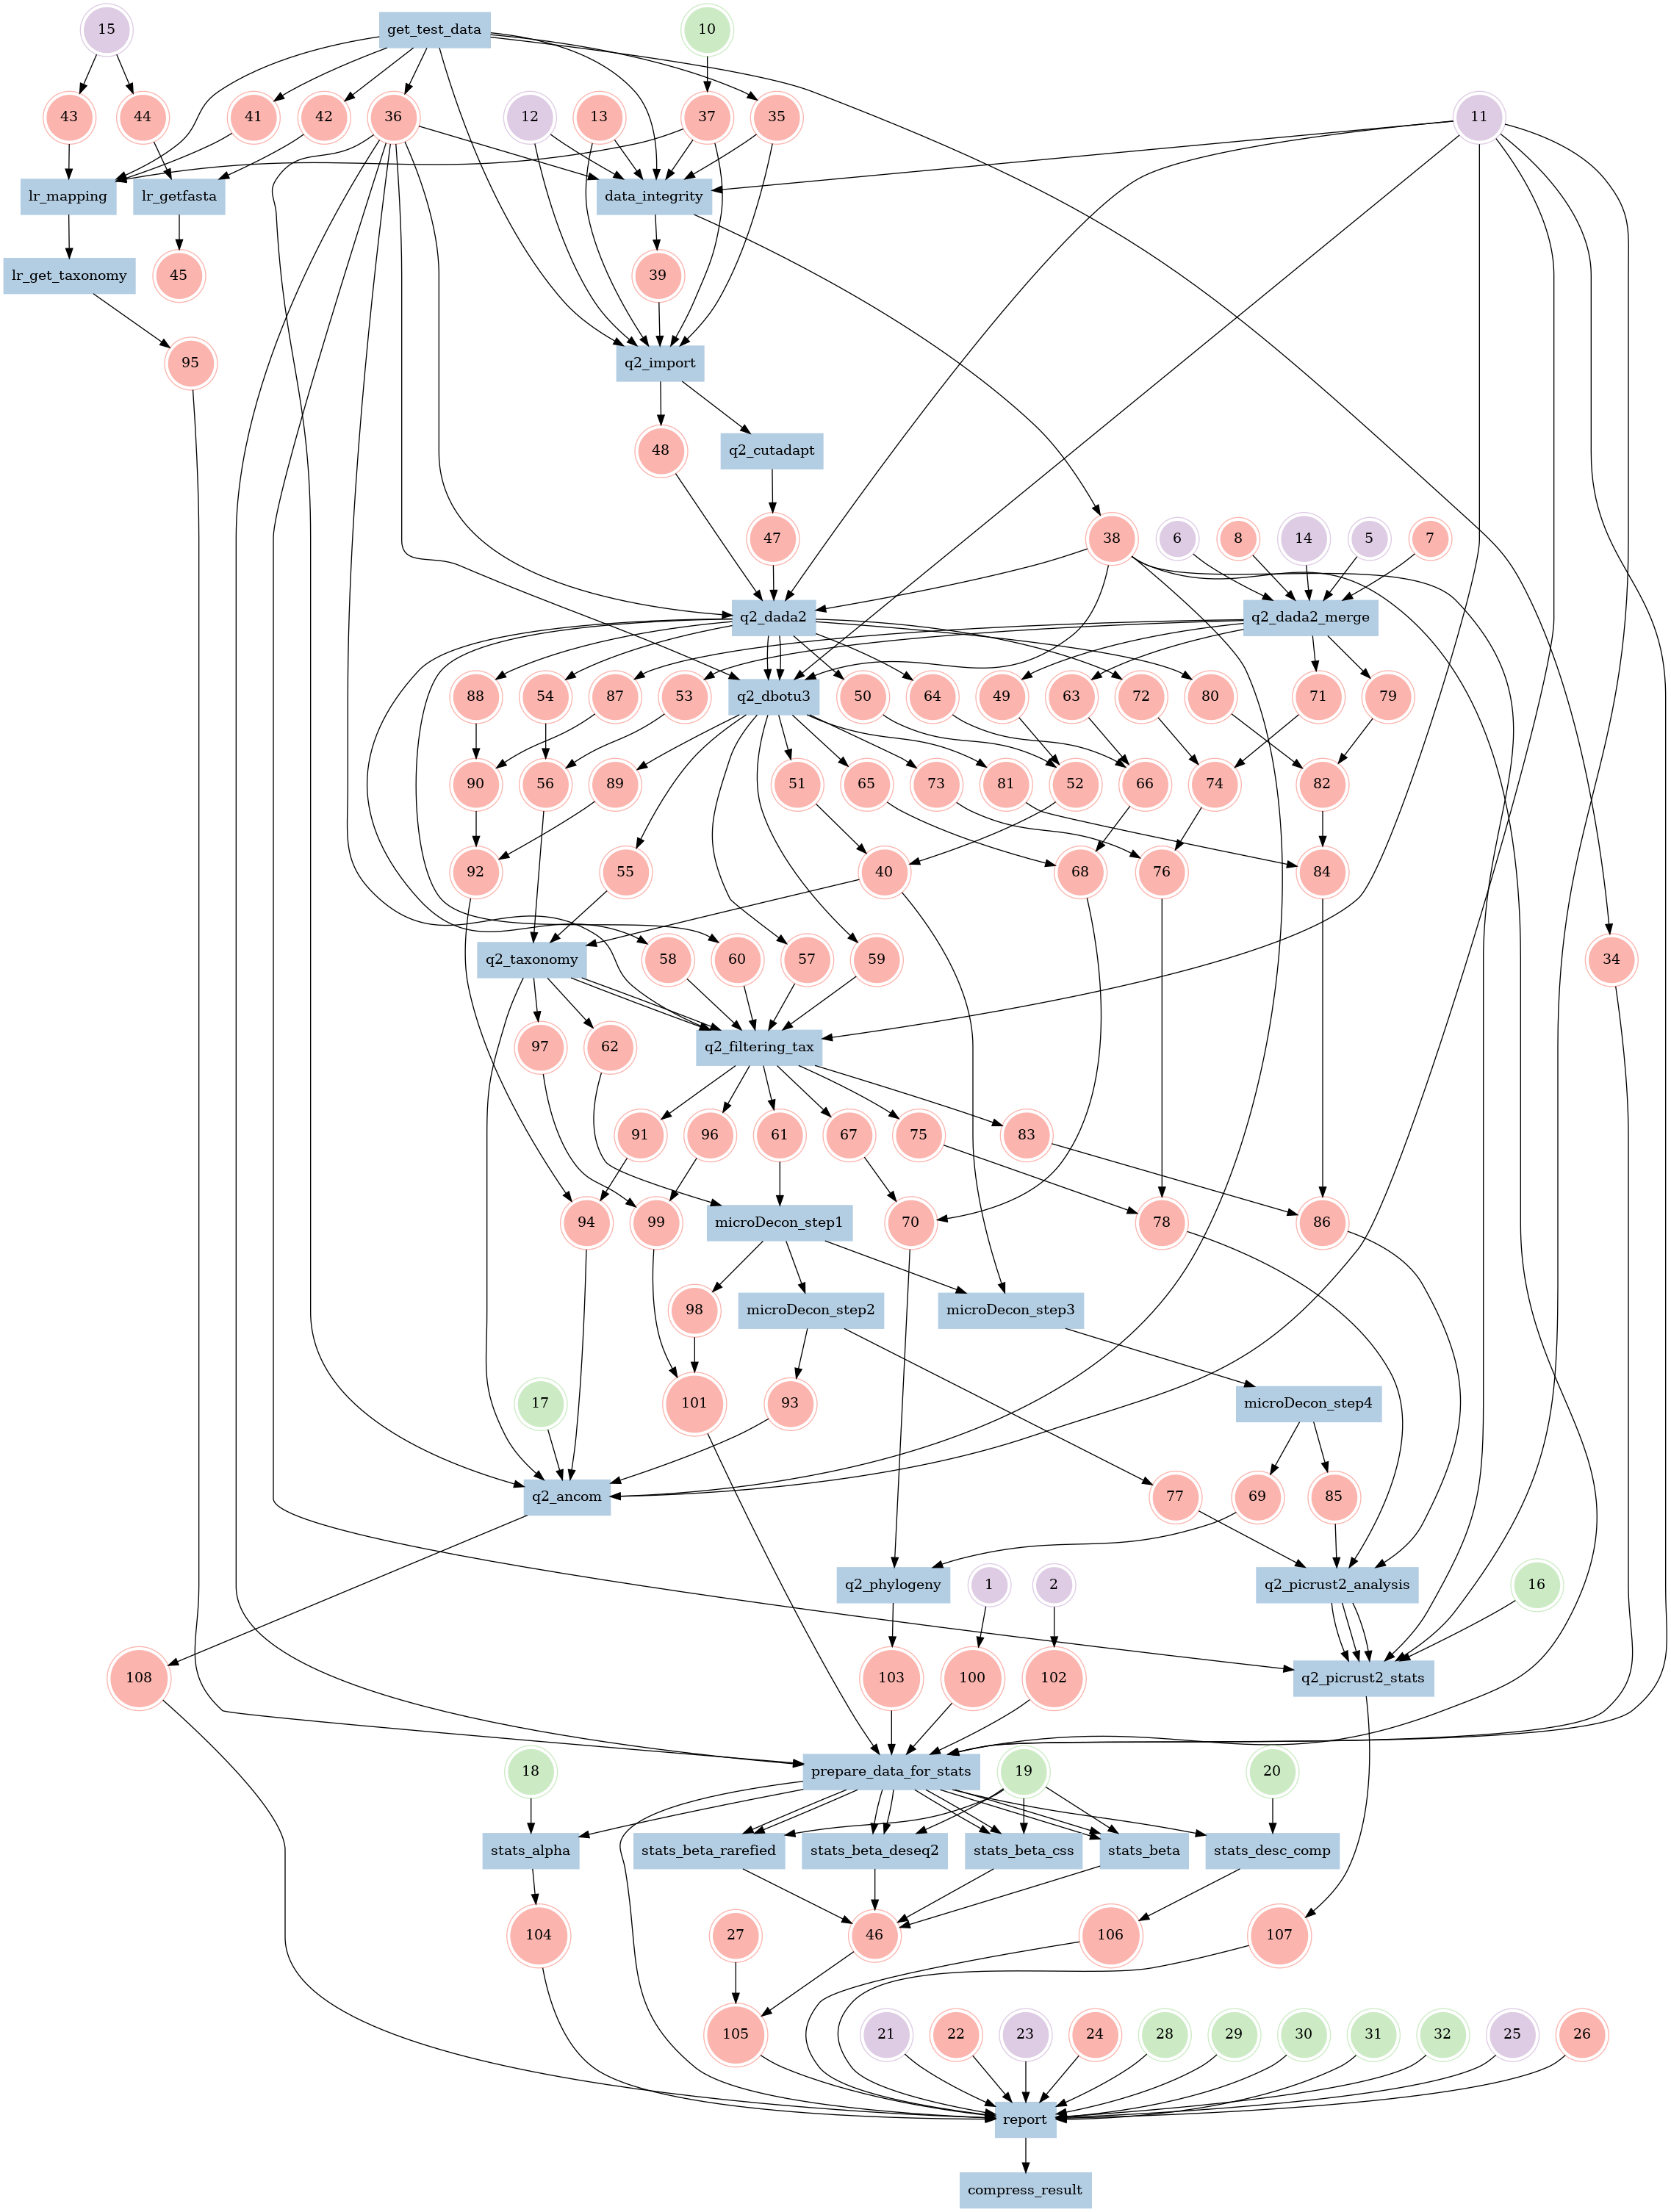 15 get_test_data 10
43 44 41 42 36 12 13 37 35 11
lr_mapping lr_getfasta data_integrity
lr_get_taxonomy 45 39
95 q2_import
48 q2_cutadapt
47 38 6 8 14 5 7
q2_dada2 q2_dada2_merge
88 54 87 53 q2_dbotu3 50 64 49 63 72 80 71 79
90 56 89 51 65 73 81 52 66 74 82
92 55 40 68 76 84
q2_taxonomy 58 60 57 59 34
97 62 q2_filtering_tax
91 96 61 67 75 83
94 99 microDecon_step1 70 78 86
98 microDecon_step2 microDecon_step3
17 101 93 microDecon_step4
q2_ancom 77 69 85
q2_phylogeny 1 2 q2_picrust2_analysis 16
108 103 100 102 q2_picrust2_stats
18 prepare_data_for_stats 19 20
stats_alpha stats_beta_rarefied stats_beta_deseq2 stats_beta_css stats_beta stats_desc_comp
104 27 46 106 107
105 21 22 23 24 28 29 30 31 32 25 26
report
compress_result